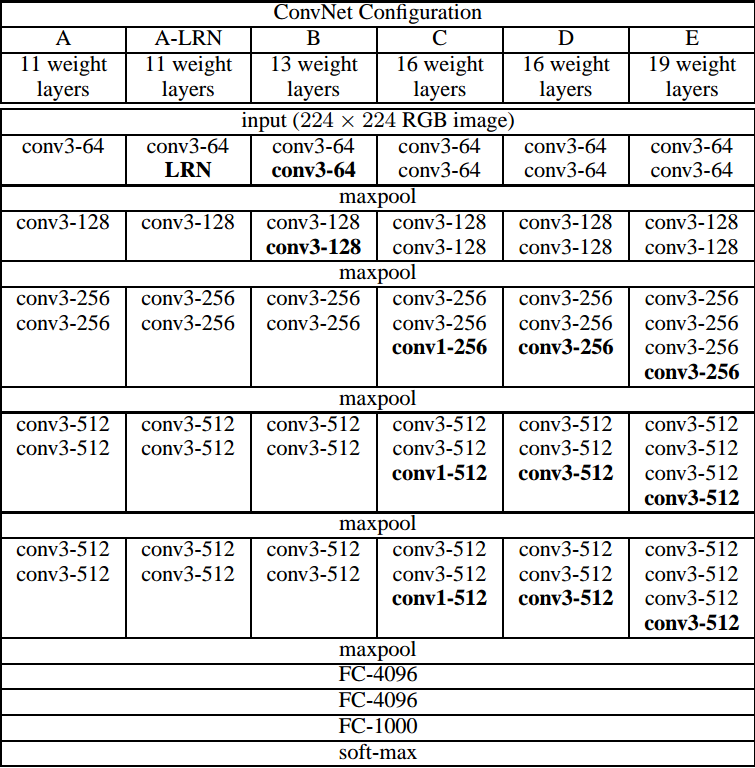 ConvNet Configuration
A A-LRN B C D E
11 weight 11 weight 13 weight 16 weight 16 weight 19 weight
layers layers layers layers layers layers
input (224 × 224 RGB image)
conv3-64 conv3-64 conv3-64 conv3-64 conv3-64 conv3-64
LRN conv3-64 conv3-64 conv3-64 conv3-64
maxpool
conv3-128 conv3-128 conv3-128 conv3-128 conv3-128 conv3-128
conv3-128 conv3-128 conv3-128 conv3-128
maxpool
conv3-256 conv3-256 conv3-256 conv3-256 conv3-256 conv3-256
conv3-256 conv3-256 conv3-256 conv3-256 conv3-256 conv3-256
conv1-256 conv3-256 conv3-256
conv3-256
maxpool
conv3-512 conv3-512 conv3-512 conv3-512 conv3-512 conv3-512
conv3-512 conv3-512 conv3-512 conv3-512 conv3-512 conv3-512
conv1-512 conv3-512 conv3-512
conv3-512
maxpool
conv3-512 conv3-512 conv3-512 conv3-512 conv3-512 conv3-512
conv3-512 conv3-512 conv3-512 conv3-512 conv3-512 conv3-512
conv1-512 conv3-512 conv3-512
conv3-512
maxpool
FC-4096
FC-4096
FC-1000
soft-max